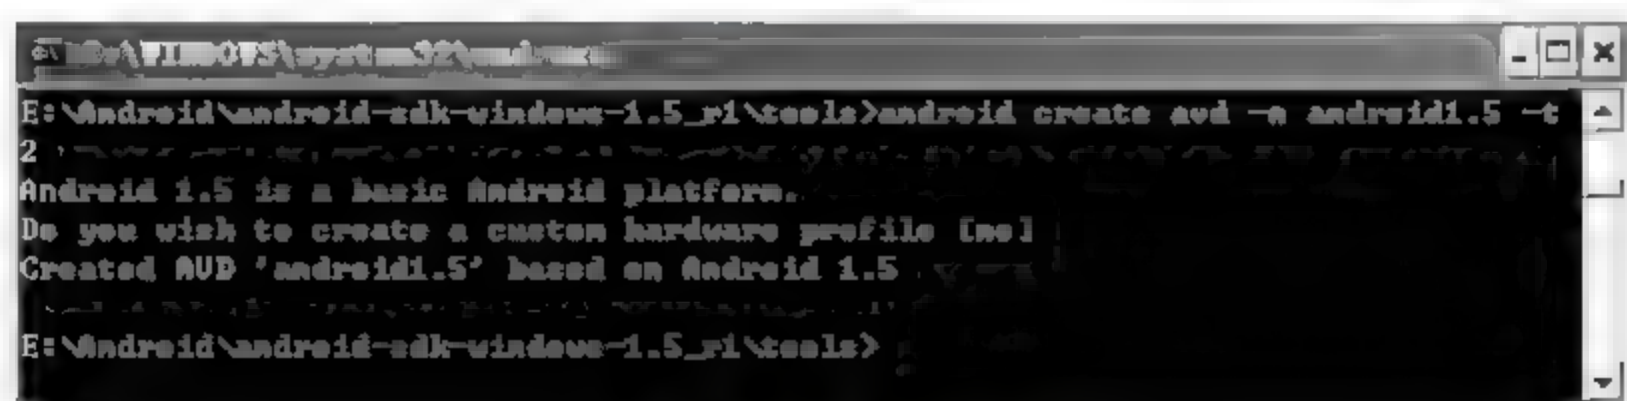 E:\Android\android-sdk-windows-1.5_r1\tools>android create avd -n android1.5 -t
2
Android 1.5 is a basic Android platform.
Do you wish to create a custom hardware profile [no]
Created AVD 'android1.5' based on Android 1.5
E:\Android\android-sdk-windows-1.5_r1\tools>